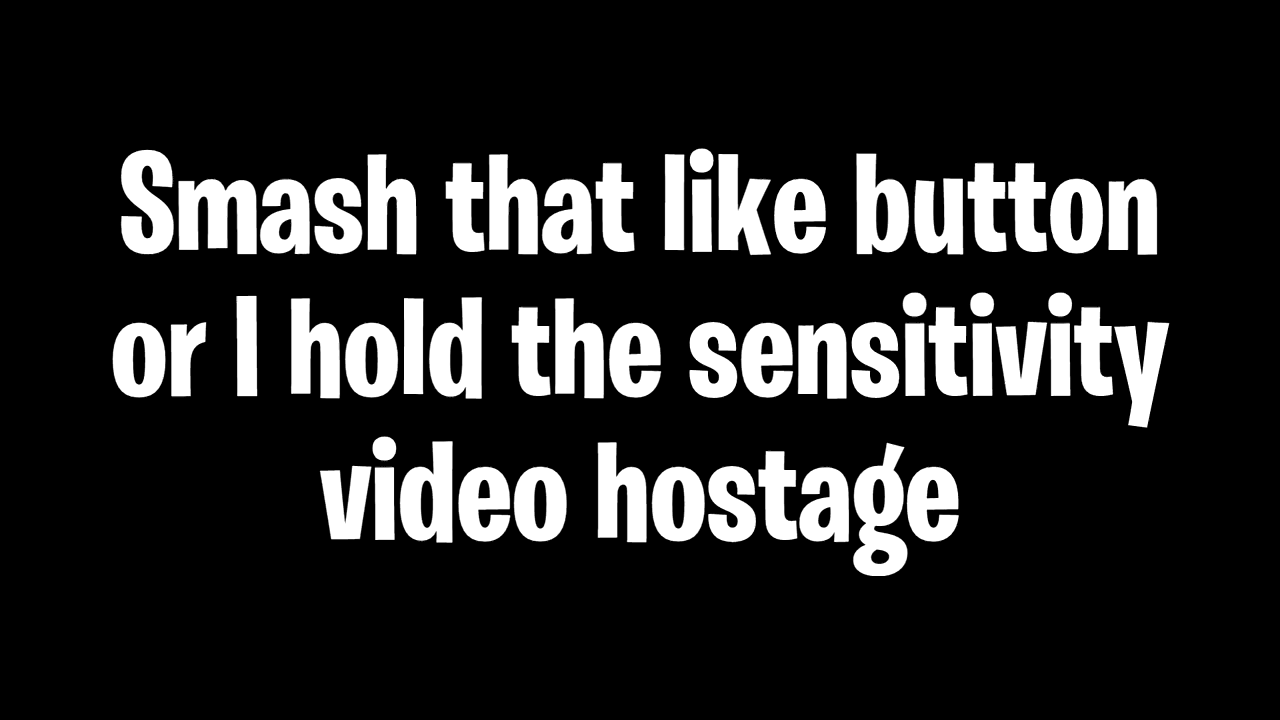 Smash that like button
or I hold the sensitivity
video hostage